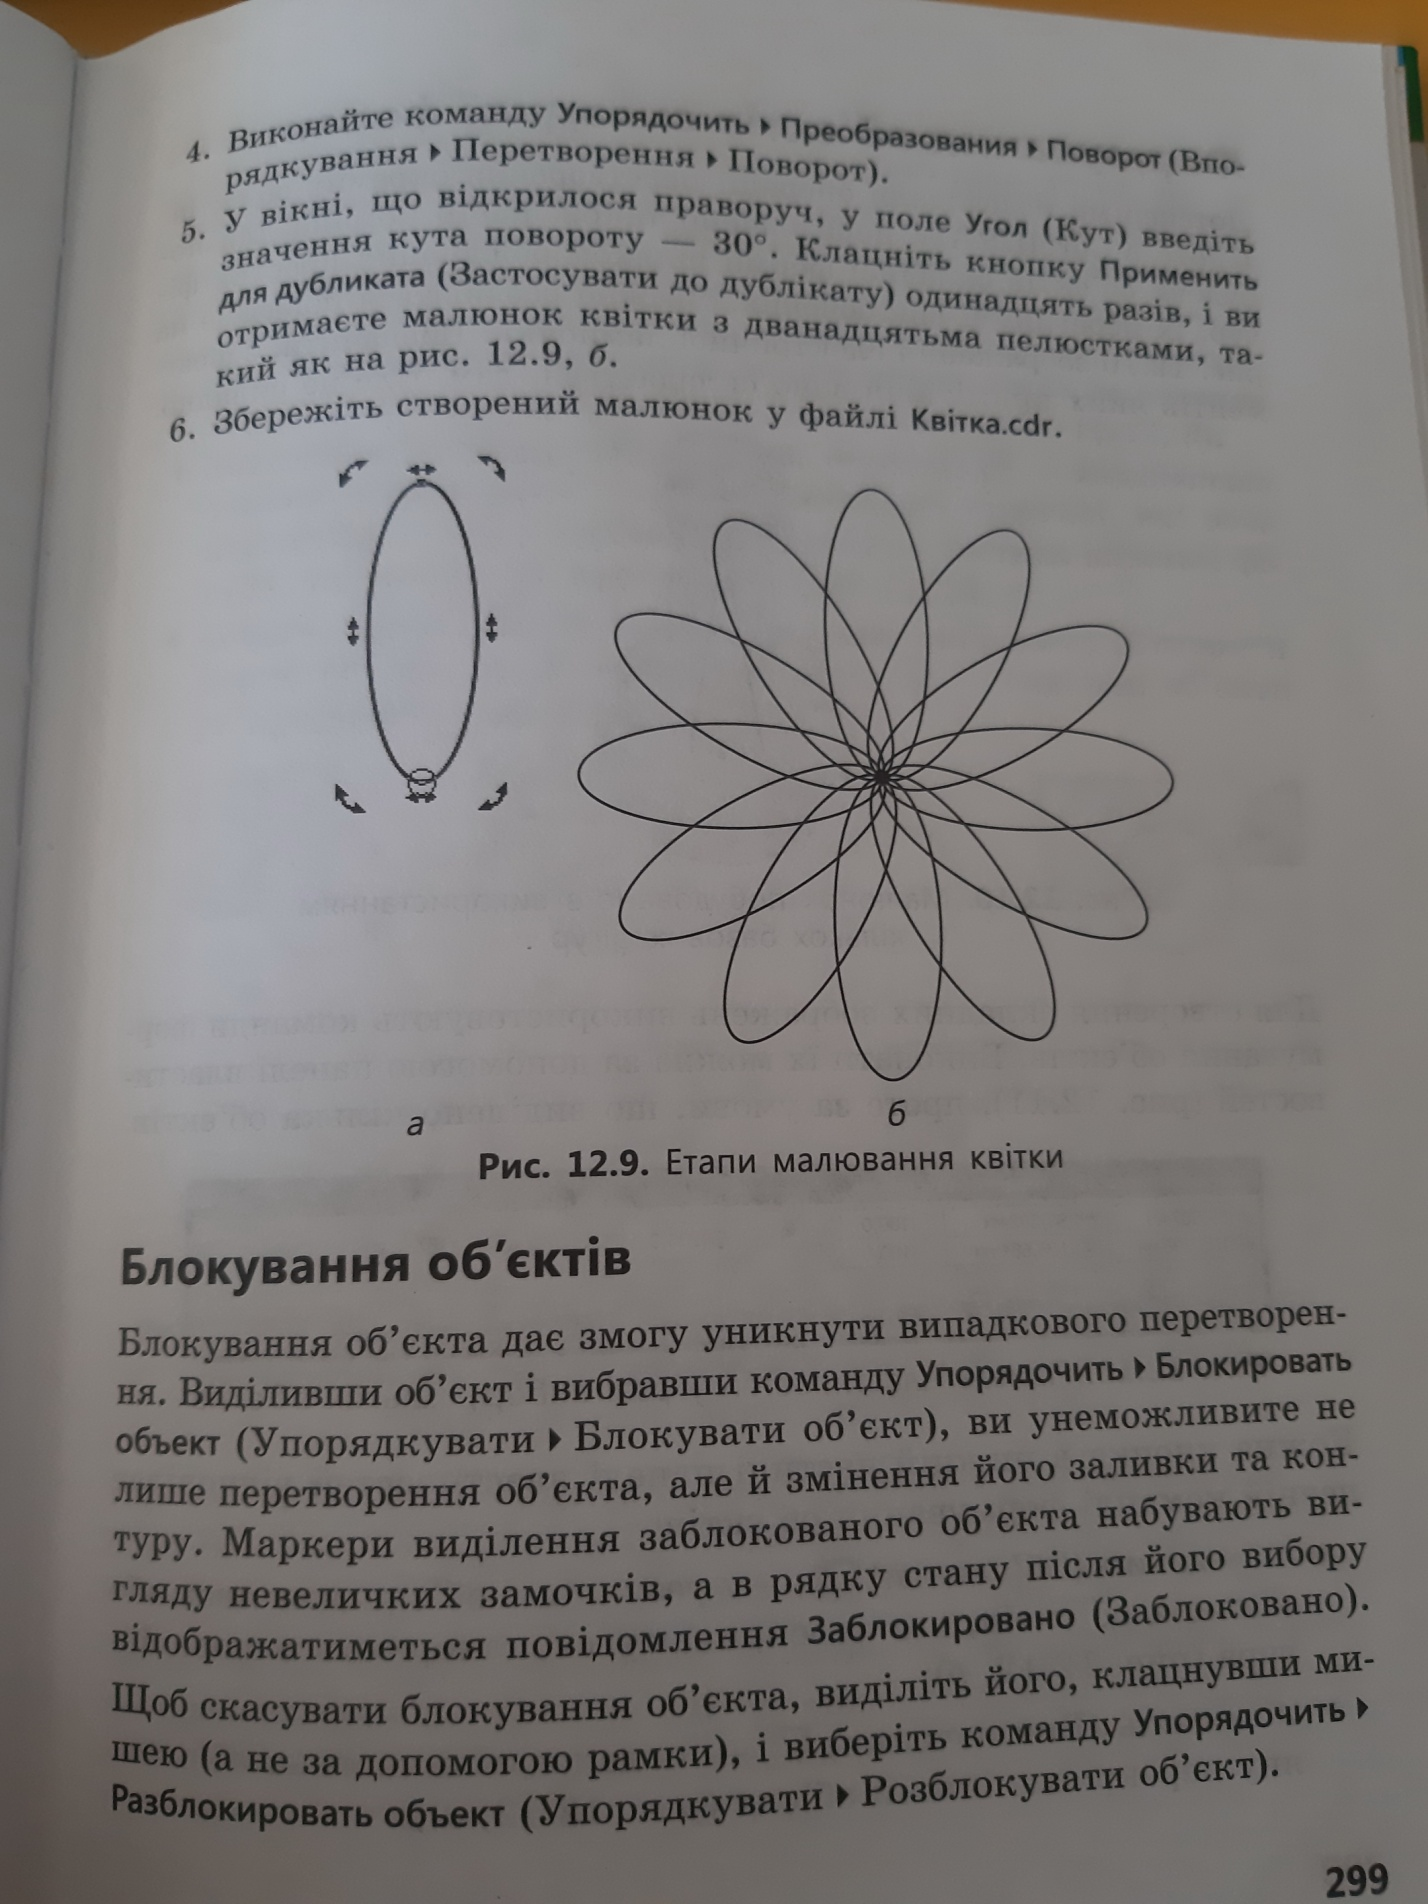 4. Виконайте команду Упорядочить ▸ Преобразования ▸ Поворот (Впо-
рядкування ▸ Перетворення ▸ Поворот).
5. У вікні, що відкрилося праворуч, у поле Угол (Кут) введіть
значення кута повороту — 30°. Клацніть кнопку Применить
для дубликата (Застосувати до дублікату) одинадцять разів, і ви
отримаєте малюнок квітки з дванадцятьма пелюстками, та-
кий як на рис. 12.9, б.
6. Збережіть створений малюнок у файлі Квітка.cdr.
а
б
Рис. 12.9. Етапи малювання квітки
Блокування об’єктів
Блокування об’єкта дає змогу уникнути випадкового перетворен-
ня. Виділивши об’єкт і вибравши команду Упорядочить ▸ Блокировать
объект (Упорядкувати ▸ Блокувати об’єкт), ви унеможливите не
лише перетворення об’єкта, але й змінення його заливки та кон-
туру. Маркери виділення заблокованого об’єкта набувають ви-
гляду невеличких замочків, а в рядку стану після його вибору
відображатиметься повідомлення Заблокировано (Заблоковано).
Щоб скасувати блокування об’єкта, виділіть його, клацнувши ми-
шею (а не за допомогою рамки), і виберіть команду Упорядочить ▸
Разблокировать объект (Упорядкувати ▸ Розблокувати об’єкт).
299